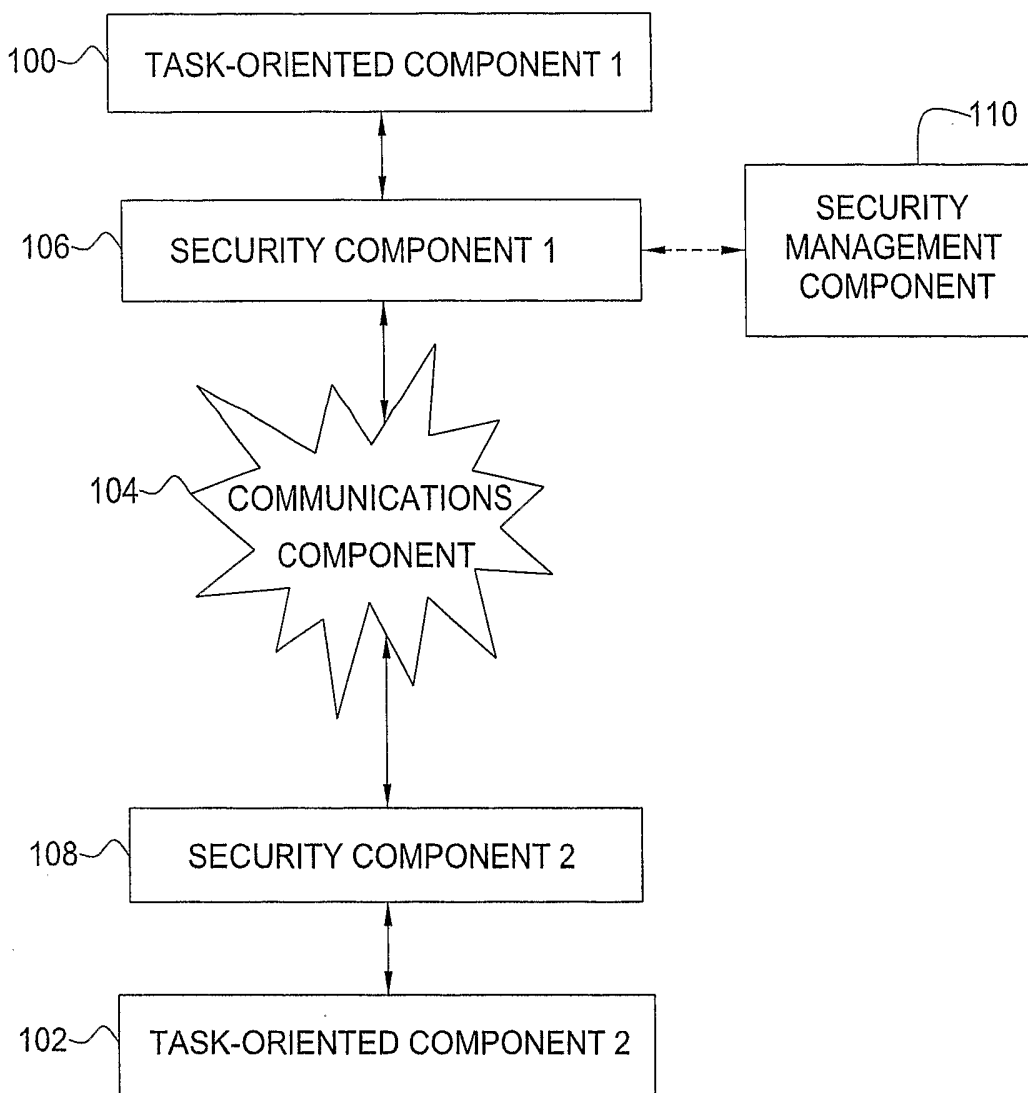 100
TASK-ORIENTED COMPONENT 1
110
106
SECURITY COMPONENT 1
SECURITY
MANAGEMENT
COMPONENT
104
COMMUNICATIONS
COMPONENT
108
SECURITY COMPONENT 2
102
TASK-ORIENTED COMPONENT 2